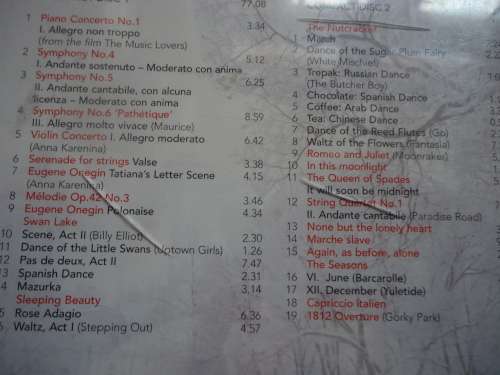 77.08
1 Piano Concerto No.1 3.34
I. Allegro non troppo
(from the film The Music Lovers)
2 Symphony No.4 5.12
I. Andante sostenuto – Moderato con anima
3 Symphony No.5 6.25
II. Andante cantabile, con alcuna
licenza – Moderato con anima
4 Symphony No.6 'Pathétique' 8.59
III. Allegro molto vivace (Maurice)
5 Violin Concerto I. Allegro moderato 6.42
(Anna Karenina)
6 Serenade for strings Valse 3.38
7 Eugene Onegin Tatiana's Letter Scene 4.15
(Anna Karenina)
8 Mélodie Op.42 No.3 3.46
9 Eugene Onegin Polonaise 4.34
Swan Lake
10 Scene, Act II (Billy Elliot) 2.30
11 Dance of the Little Swans (Uptown Girls) 1.26
12 Pas de deux, Act II 7.47
13 Spanish Dance 2.31
4 Mazurka 3.14
Sleeping Beauty
5 Rose Adagio 6.36
6 Waltz, Act I (Stepping Out) 4.57
DISC 2
The Nutcracker
1 March
2 Dance of the Sugar Plum Fairy
(White Mischief)
3 Trepak: Russian Dance
(The Butcher Boy)
4 Chocolate: Spanish Dance
5 Coffee: Arab Dance
6 Tea: Chinese Dance
7 Dance of the Reed Flutes (Go)
8 Waltz of the Flowers (Fantasia)
9 Romeo and Juliet (Moonraker)
10 In this moonlight
11 The Queen of Spades
It will soon be midnight
12 String Quartet No.1
II. Andante cantabile (Paradise Road)
13 None but the lonely heart
14 Marche slave
15 Again, as before, alone
The Seasons
16 VI. June (Barcarolle)
17 XII. December (Yuletide)
18 Capriccio Italien
19 1812 Overture (Gorky Park)